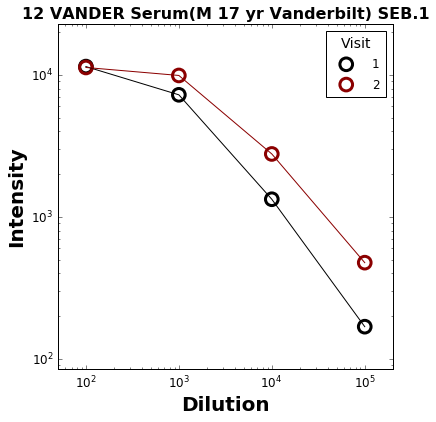 12 VANDER Serum(M 17 yr Vanderbilt) SEB.1
Visit
1
2
Intensity
10^4
10^3
10^2
10^2 10^3 10^4 10^5
Dilution